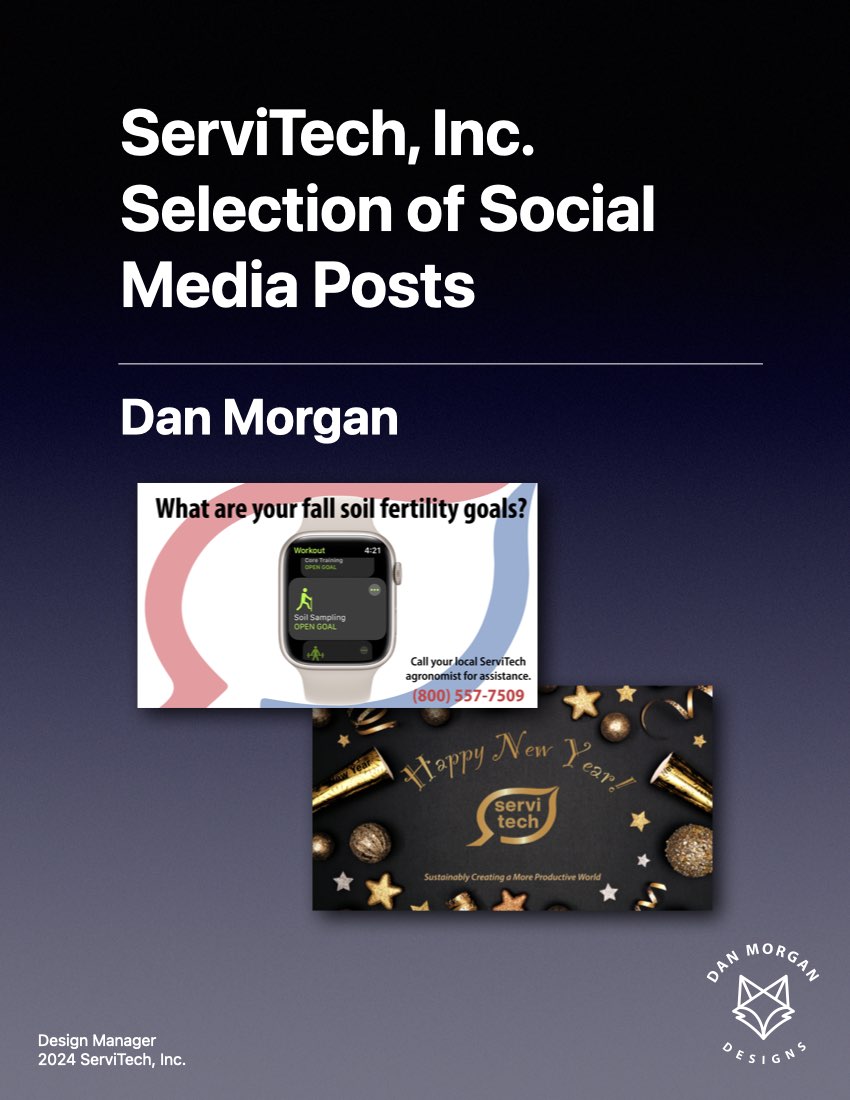 ServiTech, Inc.
Selection of Social
Media Posts
Dan Morgan
What are your fall soil fertility goals?
Workout 4:21
Core Training
OPEN GOAL
Soil Sampling
OPEN GOAL
Call your local ServiTech
agronomist for assistance.
(800) 557-7509
Happy New Year!
servi
tech
Sustainably Creating a More Productive World
DAN MORGAN
DESIGNS
Design Manager
2024 ServiTech, Inc.